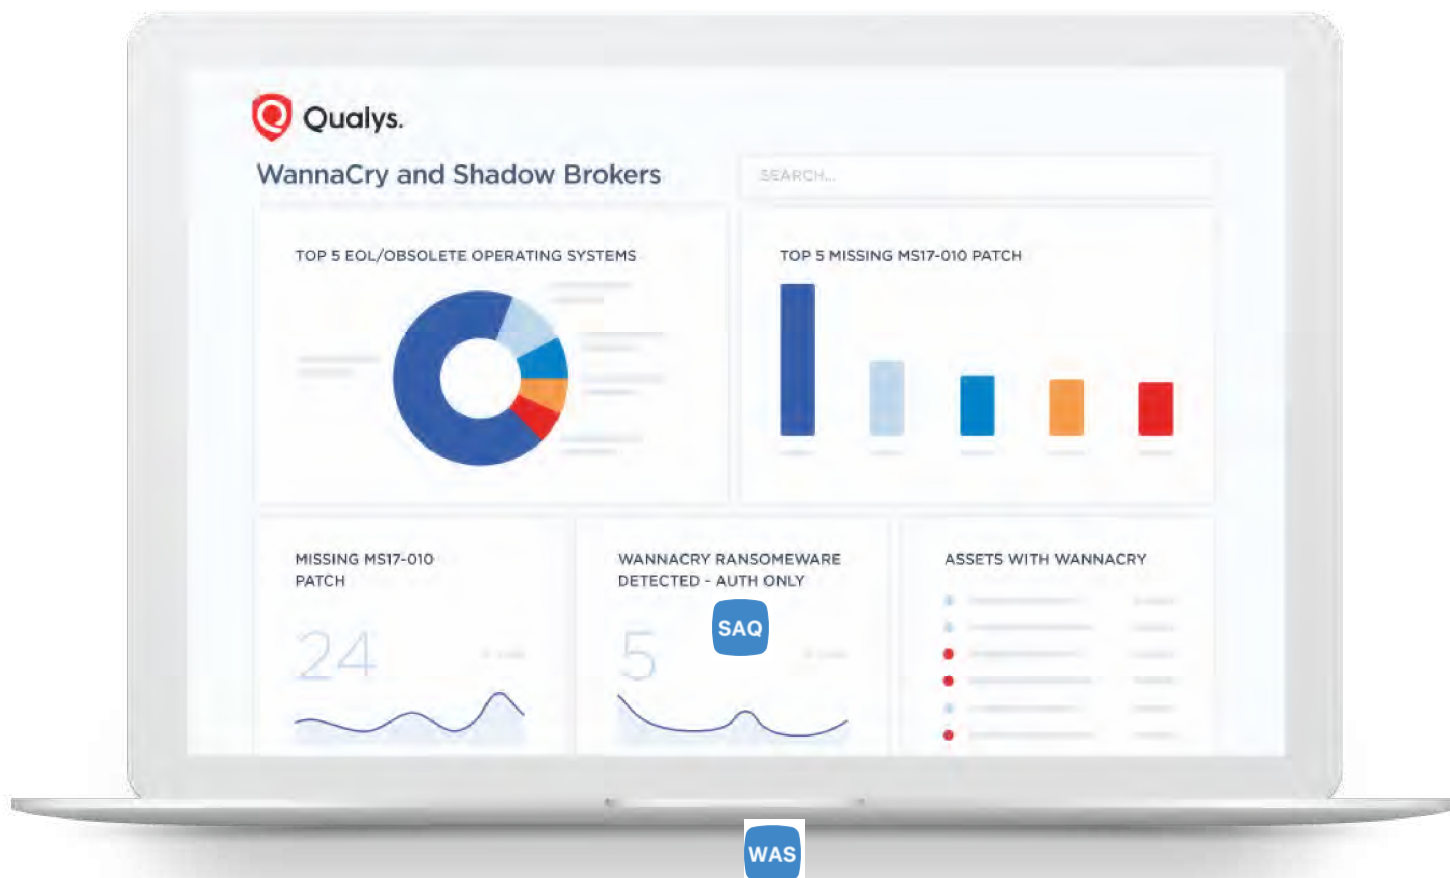 Qualys.
WannaCry and Shadow Brokers
SEARCH...
TOP 5 EOL/OBSOLETE OPERATING SYSTEMS
TOP 5 MISSING MS17-010 PATCH
MISSING MS17-010
PATCH
24
WANNACRY RANSOMEWARE
DETECTED - AUTH ONLY
5
SAQ
ASSETS WITH WANNACRY
WAS